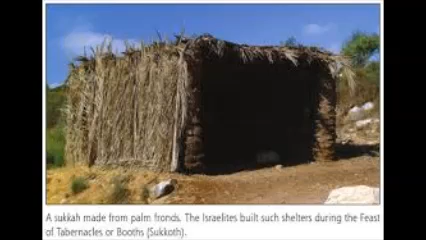 A sukkah made from palm fronds. The Israelites built such shelters during the Feast
of Tabernacles or Booths (Sukkoth).